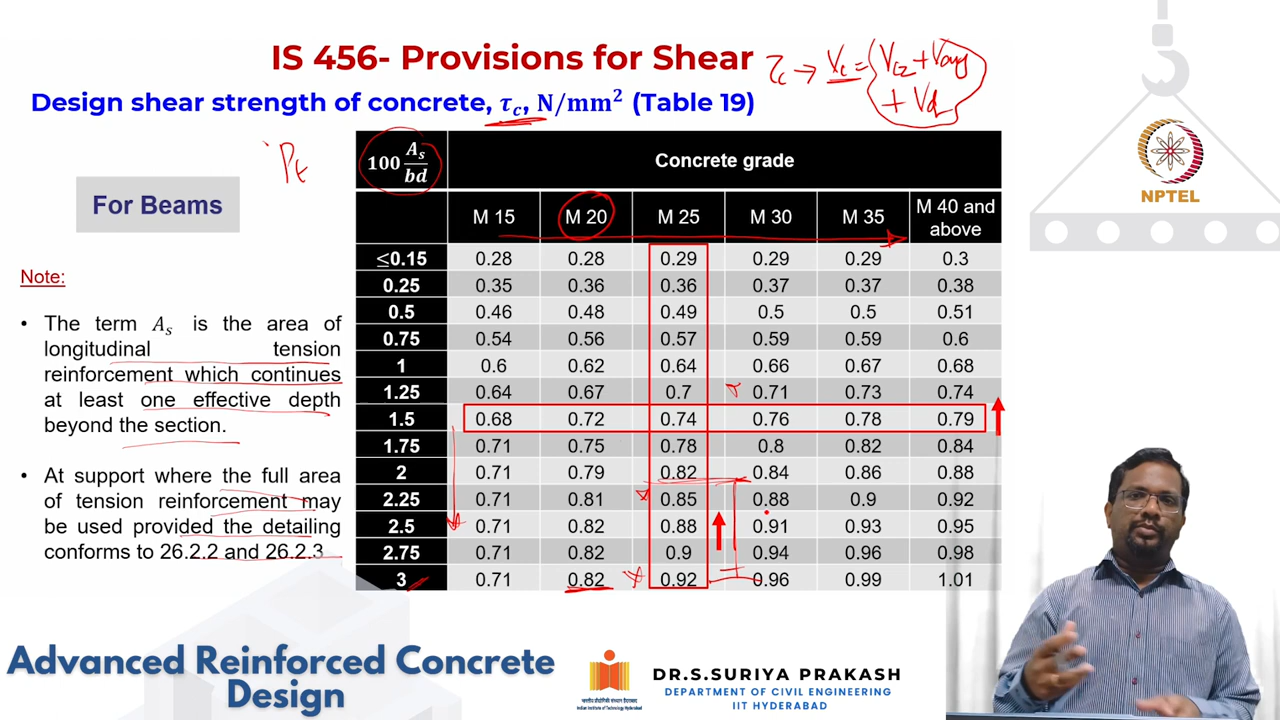 IS 456- Provisions for Shear
τc → Vc = (Vcz + Vay + Vd)
Design shear strength of concrete, τc, N/mm² (Table 19)
Pt
For Beams
Note:
• The term As is the area of
longitudinal tension
reinforcement which continues
at least one effective depth
beyond the section.
• At support where the full area
of tension reinforcement may
be used provided the detailing
conforms to 26.2.2 and 26.2.3
100 As/bd Concrete grade
M 15 M 20 M 25 M 30 M 35 M 40 and above
≤0.15 0.28 0.28 0.29 0.29 0.29 0.3
0.25 0.35 0.36 0.36 0.37 0.37 0.38
0.5 0.46 0.48 0.49 0.5 0.5 0.51
0.75 0.54 0.56 0.57 0.59 0.59 0.6
1 0.6 0.62 0.64 0.66 0.67 0.68
1.25 0.64 0.67 0.7 0.71 0.73 0.74
1.5 0.68 0.72 0.74 0.76 0.78 0.79
1.75 0.71 0.75 0.78 0.8 0.82 0.84
2 0.71 0.79 0.82 0.84 0.86 0.88
2.25 0.71 0.81 0.85 0.88 0.9 0.92
2.5 0.71 0.82 0.88 0.91 0.93 0.95
2.75 0.71 0.82 0.9 0.94 0.96 0.98
3 0.71 0.82 0.92 0.96 0.99 1.01
NPTEL
Advanced Reinforced Concrete
Design
DR.S.SURIYA PRAKASH
DEPARTMENT OF CIVIL ENGINEERING
IIT HYDERABAD